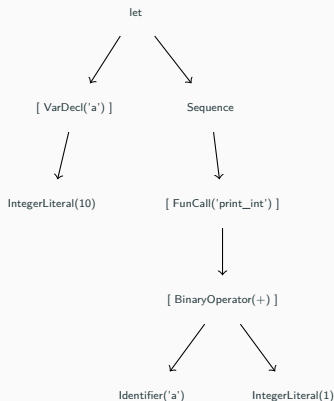 let
[ VarDecl('a') ]
Sequence
IntegerLiteral(10)
[ FunCall('print_int') ]
[ BinaryOperator(+) ]
Identifier('a')
IntegerLiteral(1)